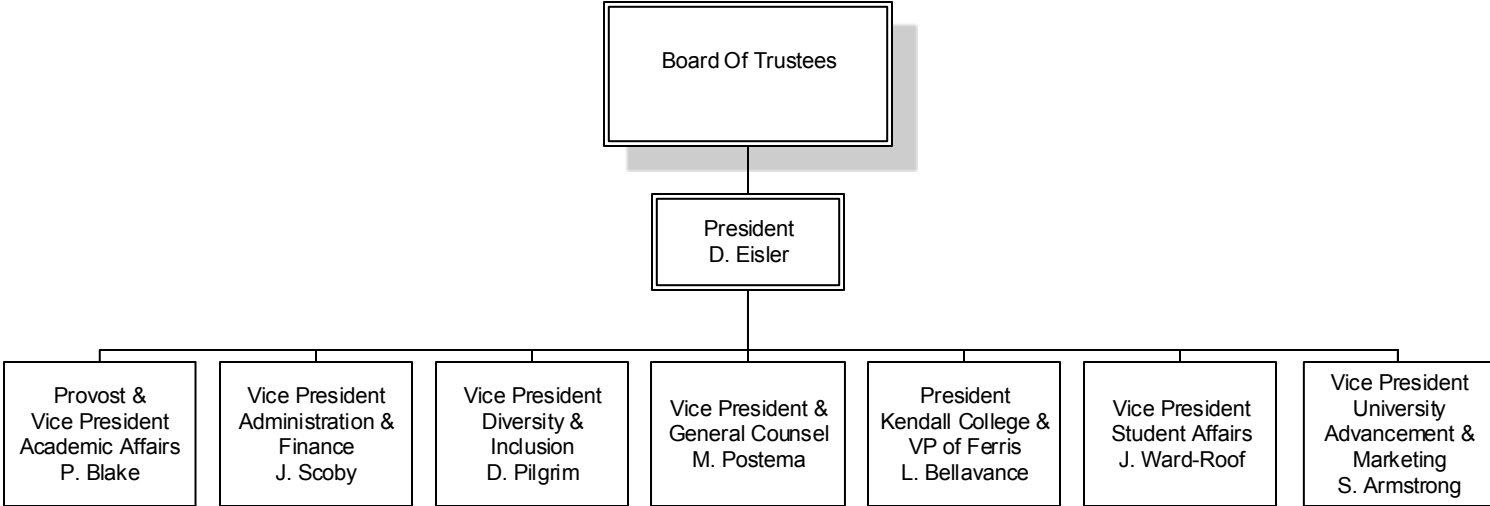 Board Of Trustees
President
D. Eisler
Provost &
Vice President
Academic Affairs
P. Blake
Vice President
Administration &
Finance
J. Scoby
Vice President
Diversity &
Inclusion
D. Pilgrim
Vice President &
General Counsel
M. Postema
President
Kendall College &
VP of Ferris
L. Bellavance
Vice President
Student Affairs
J. Ward-Roof
Vice President
University
Advancement &
Marketing
S. Armstrong